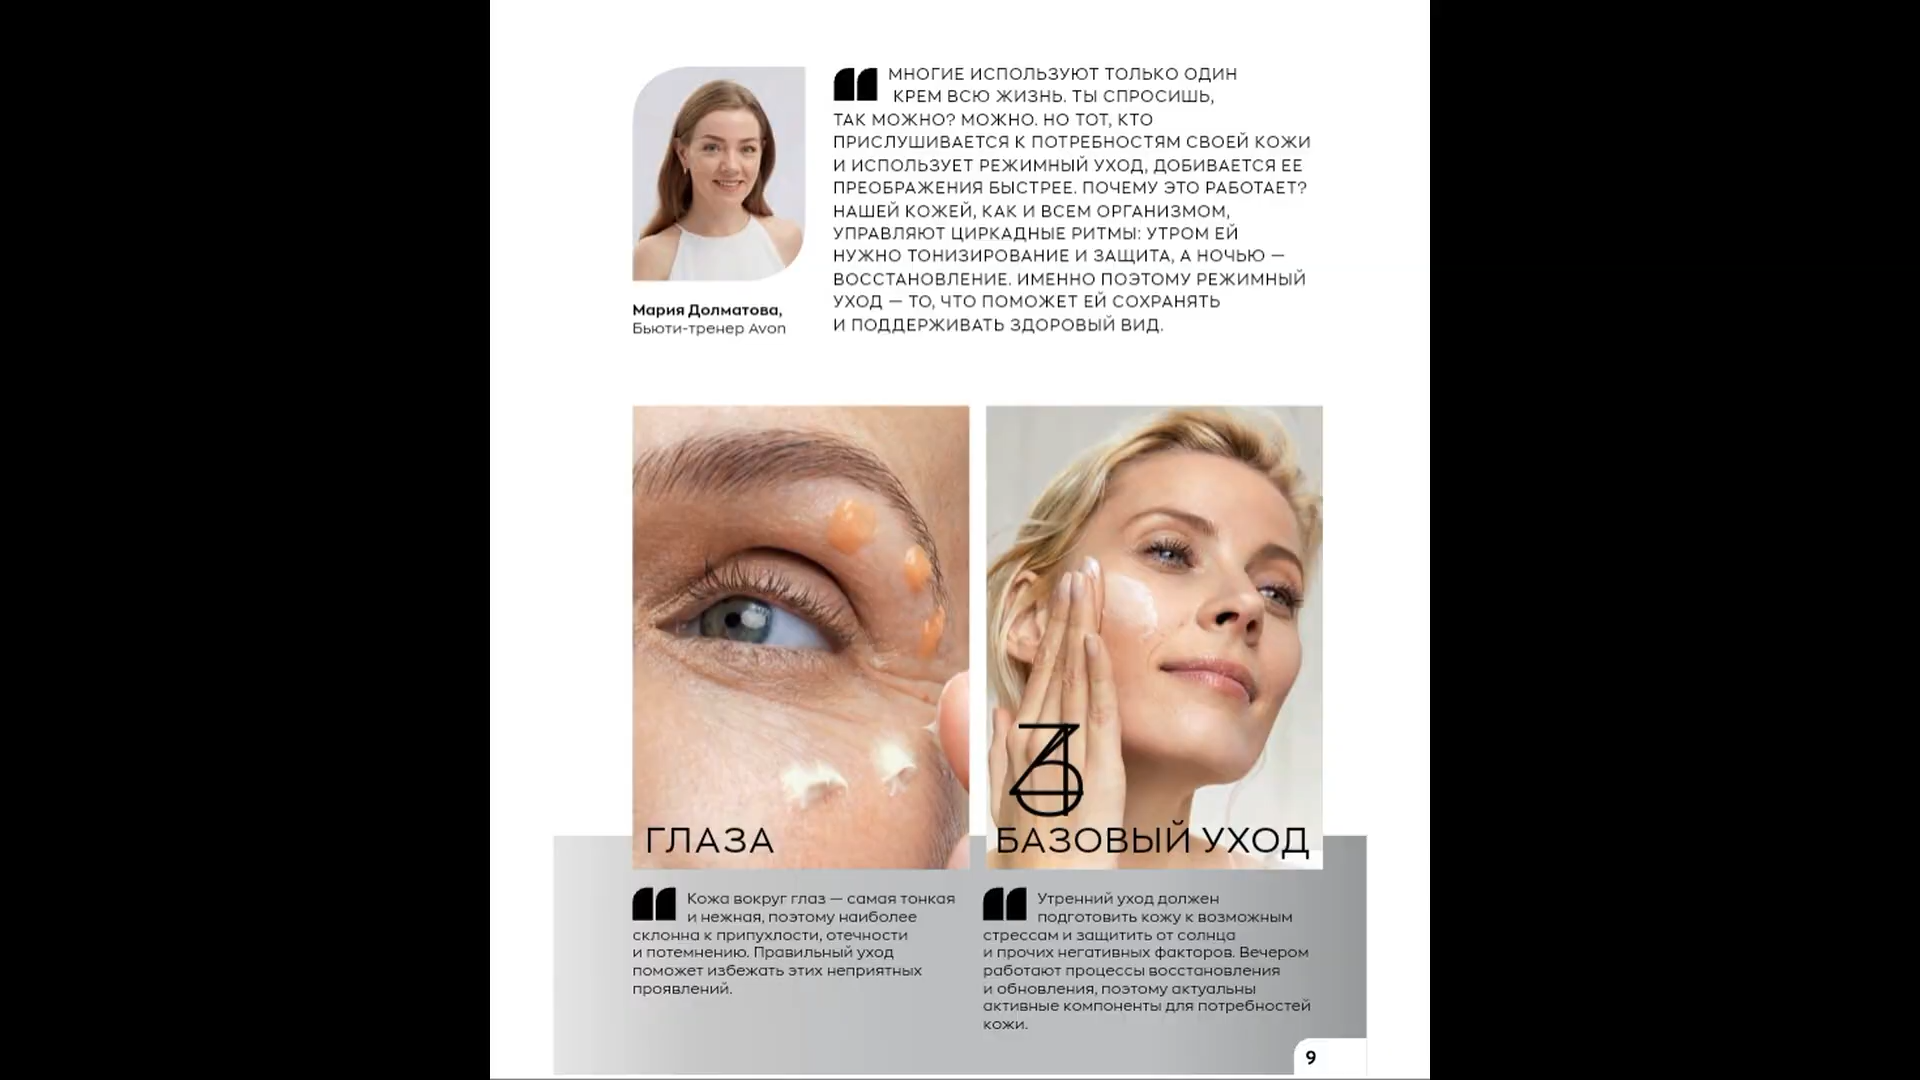 МНОГИЕ ИСПОЛЬЗУЮТ ТОЛЬКО ОДИН
КРЕМ ВСЮ ЖИЗНЬ. ТЫ СПРОСИШЬ,
ТАК МОЖНО? МОЖНО. НО ТОТ, КТО
ПРИСЛУШИВАЕТСЯ К ПОТРЕБНОСТЯМ СВОЕЙ КОЖИ
И ИСПОЛЬЗУЕТ РЕЖИМНЫЙ УХОД, ДОБИВАЕТСЯ ЕЕ
ПРЕОБРАЖЕНИЯ БЫСТРЕЕ. ПОЧЕМУ ЭТО РАБОТАЕТ?
НАШЕЙ КОЖЕЙ, КАК И ВСЕМ ОРГАНИЗМОМ,
УПРАВЛЯЮТ ЦИРКАДНЫЕ РИТМЫ: УТРОМ ЕЙ
НУЖНО ТОНИЗИРОВАНИЕ И ЗАЩИТА, А НОЧЬЮ —
ВОССТАНОВЛЕНИЕ. ИМЕННО ПОЭТОМУ РЕЖИМНЫЙ
УХОД — ТО, ЧТО ПОМОЖЕТ ЕЙ СОХРАНЯТЬ
И ПОДДЕРЖИВАТЬ ЗДОРОВЫЙ ВИД.
Мария Долматова,
Бьюти-тренер Avon
ГЛАЗА
Кожа вокруг глаз — самая тонкая
и нежная, поэтому наиболее
склонна к припухлости, отечности
и потемнению. Правильный уход
поможет избежать этих неприятных
проявлений.
БАЗОВЫЙ УХОД
Утренний уход должен
подготовить кожу к возможным
стрессам и защитить от солнца
и прочих негативных факторов. Вечером
работают процессы восстановления
и обновления, поэтому актуальны
активные компоненты для потребностей
кожи.
9